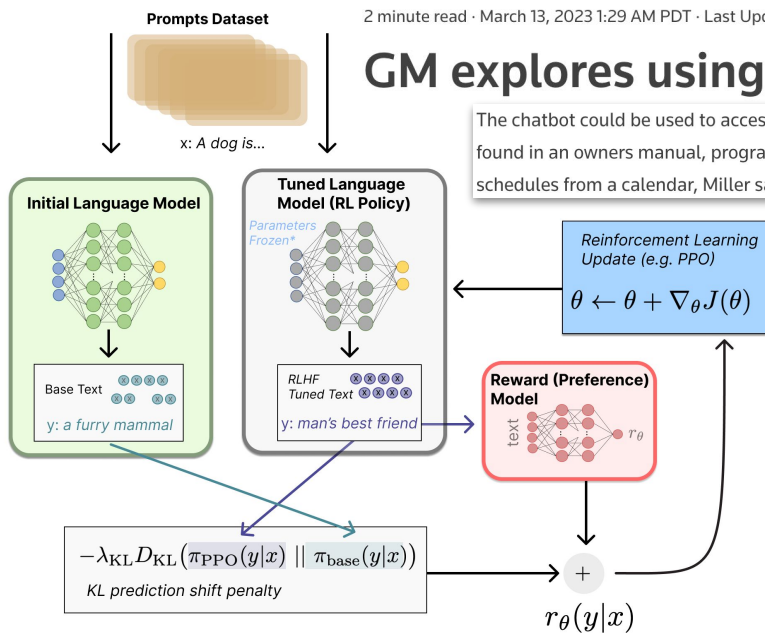 Prompts Dataset
2 minute read · March 13, 2023 1:29 AM PDT · Last Upd
GM explores using
x: A dog is...
The chatbot could be used to acces
found in an owners manual, progra
schedules from a calendar, Miller sa
Initial Language Model
Tuned Language
Model (RL Policy)
Parameters
Frozen*
Reinforcement Learning
Update (e.g. PPO)
θ ← θ + ∇θJ(θ)
Base Text
x x x x
x x x x
y: a furry mammal
RLHF
Tuned Text
x x x x
x x x x
y: man's best friend
Reward (Preference)
Model
text
rθ
−λKL DKL(πPPO(y|x) || πbase(y|x))
KL prediction shift penalty
+
rθ(y|x)